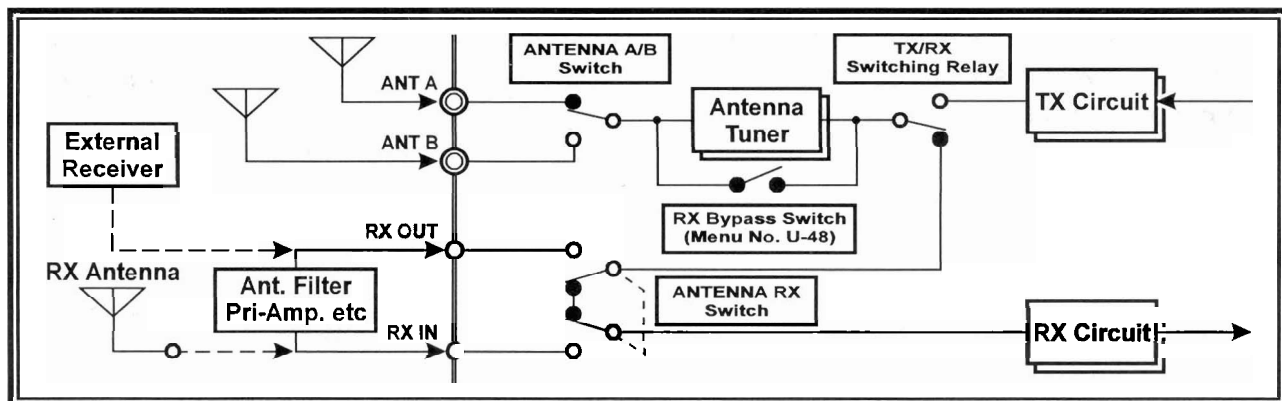 ANTENNA A/B
Switch
TX/RX
Switching Relay
ANT A
Antenna
Tuner
TX Circuit
External
Receiver
ANT B
RX Bypass Switch
(Menu No. U-48)
RX OUT
RX Antenna
Ant. Filter
Pri-Amp. etc
ANTENNA RX
Switch
RX IN
RX Circuit